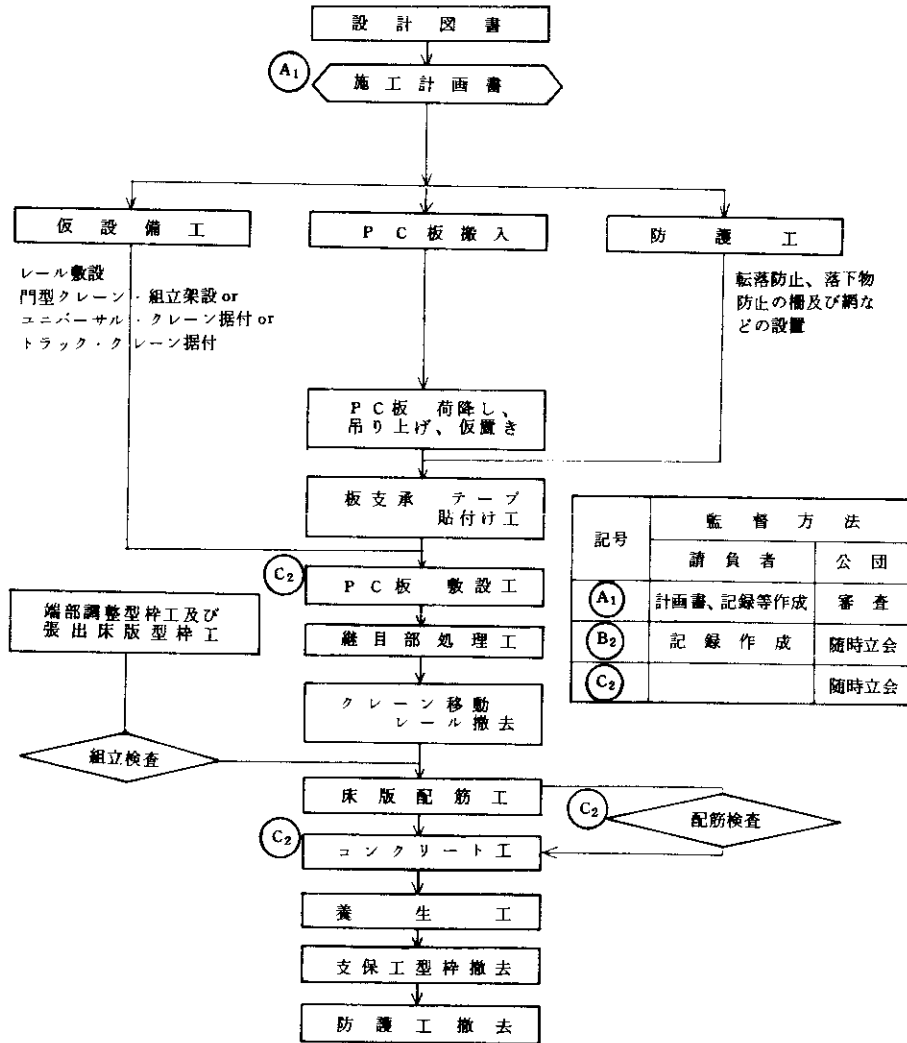 設計図書
A₁
施工計画書
仮設備工
PC板搬入
防護工
レール敷設
門型クレーン・組立架設or
ユニバーサル・クレーン据付or
トラック・クレーン据付
転落防止、落下物
防止の柵及び網な
どの設置
PC板 荷降し、
吊り上げ、仮置き
板支承 テープ
貼付け工
C₂
PC板 敷設工
端部調整型枠工及び
張出床版型枠工
継目部処理工
クレーン移動
レール撤去
組立検査
床版配筋工
C₂
配筋検査
C₂
コンクリート工
養生工
支保工型枠撤去
防護工撤去
記号 監督方法
請負者 公団
A₁ 計画書、記録等作成 審査
B₂ 記録作成 随時立会
C₂ 随時立会